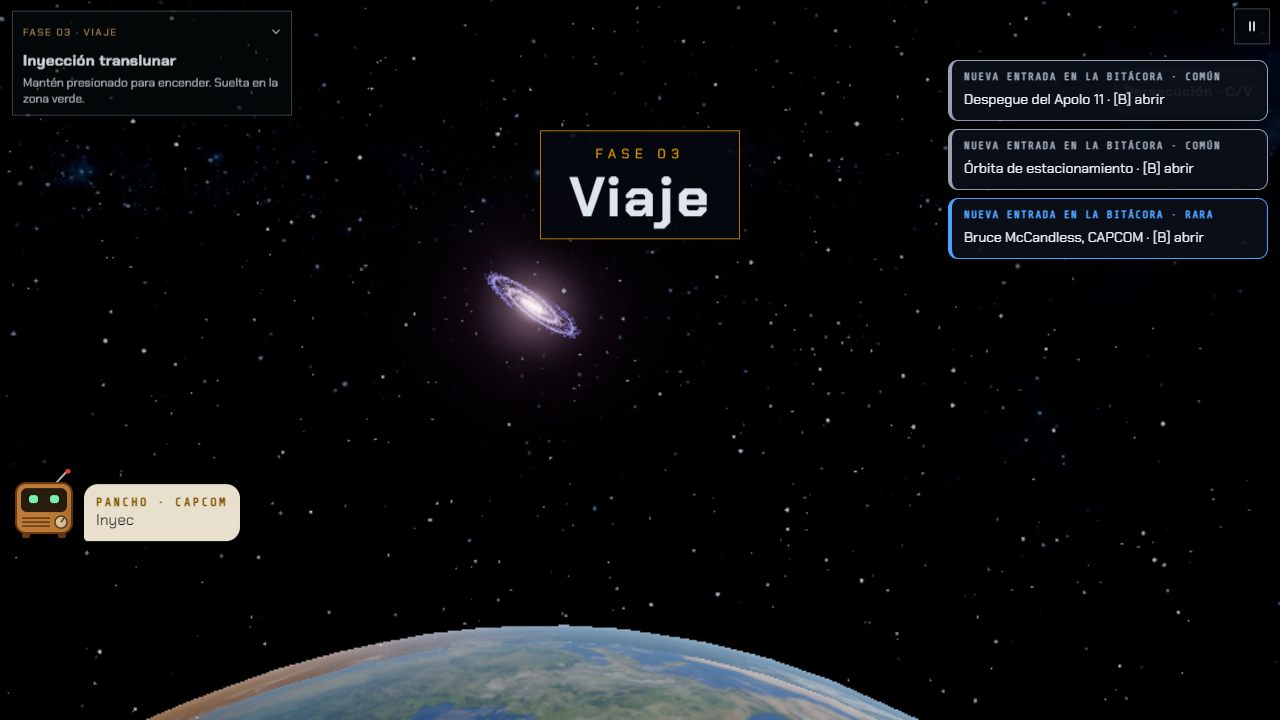 FASE 03 · VIAJE
Inyección translunar
Mantén presionado para encender. Suelta en la
zona verde.
FASE 03
Viaje
NUEVA ENTRADA EN LA BITÁCORA · COMÚN
Despegue del Apolo 11 · [B] abrir
NUEVA ENTRADA EN LA BITÁCORA · COMÚN
Órbita de estacionamiento · [B] abrir
NUEVA ENTRADA EN LA BITÁCORA · RARA
Bruce McCandless, CAPCOM · [B] abrir
PANCHO · CAPCOM
Inyec